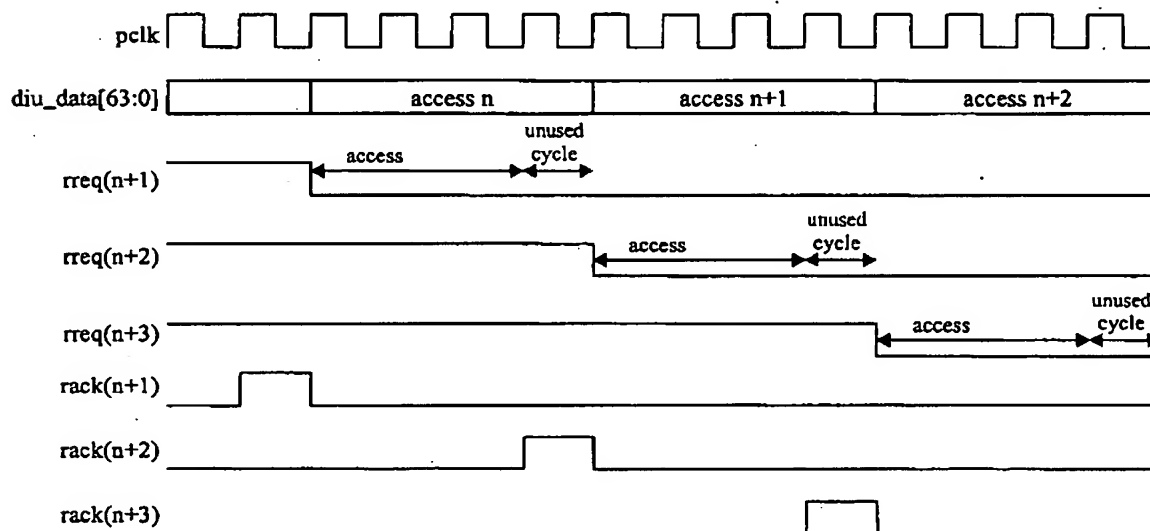 pclk
diu_data[63:0]
access n
access n+1
access n+2
unused
cycle
access
rreq(n+1)
unused
cycle
access
rreq(n+2)
unused
cycle
access
rreq(n+3)
rack(n+1)
rack(n+2)
rack(n+3)